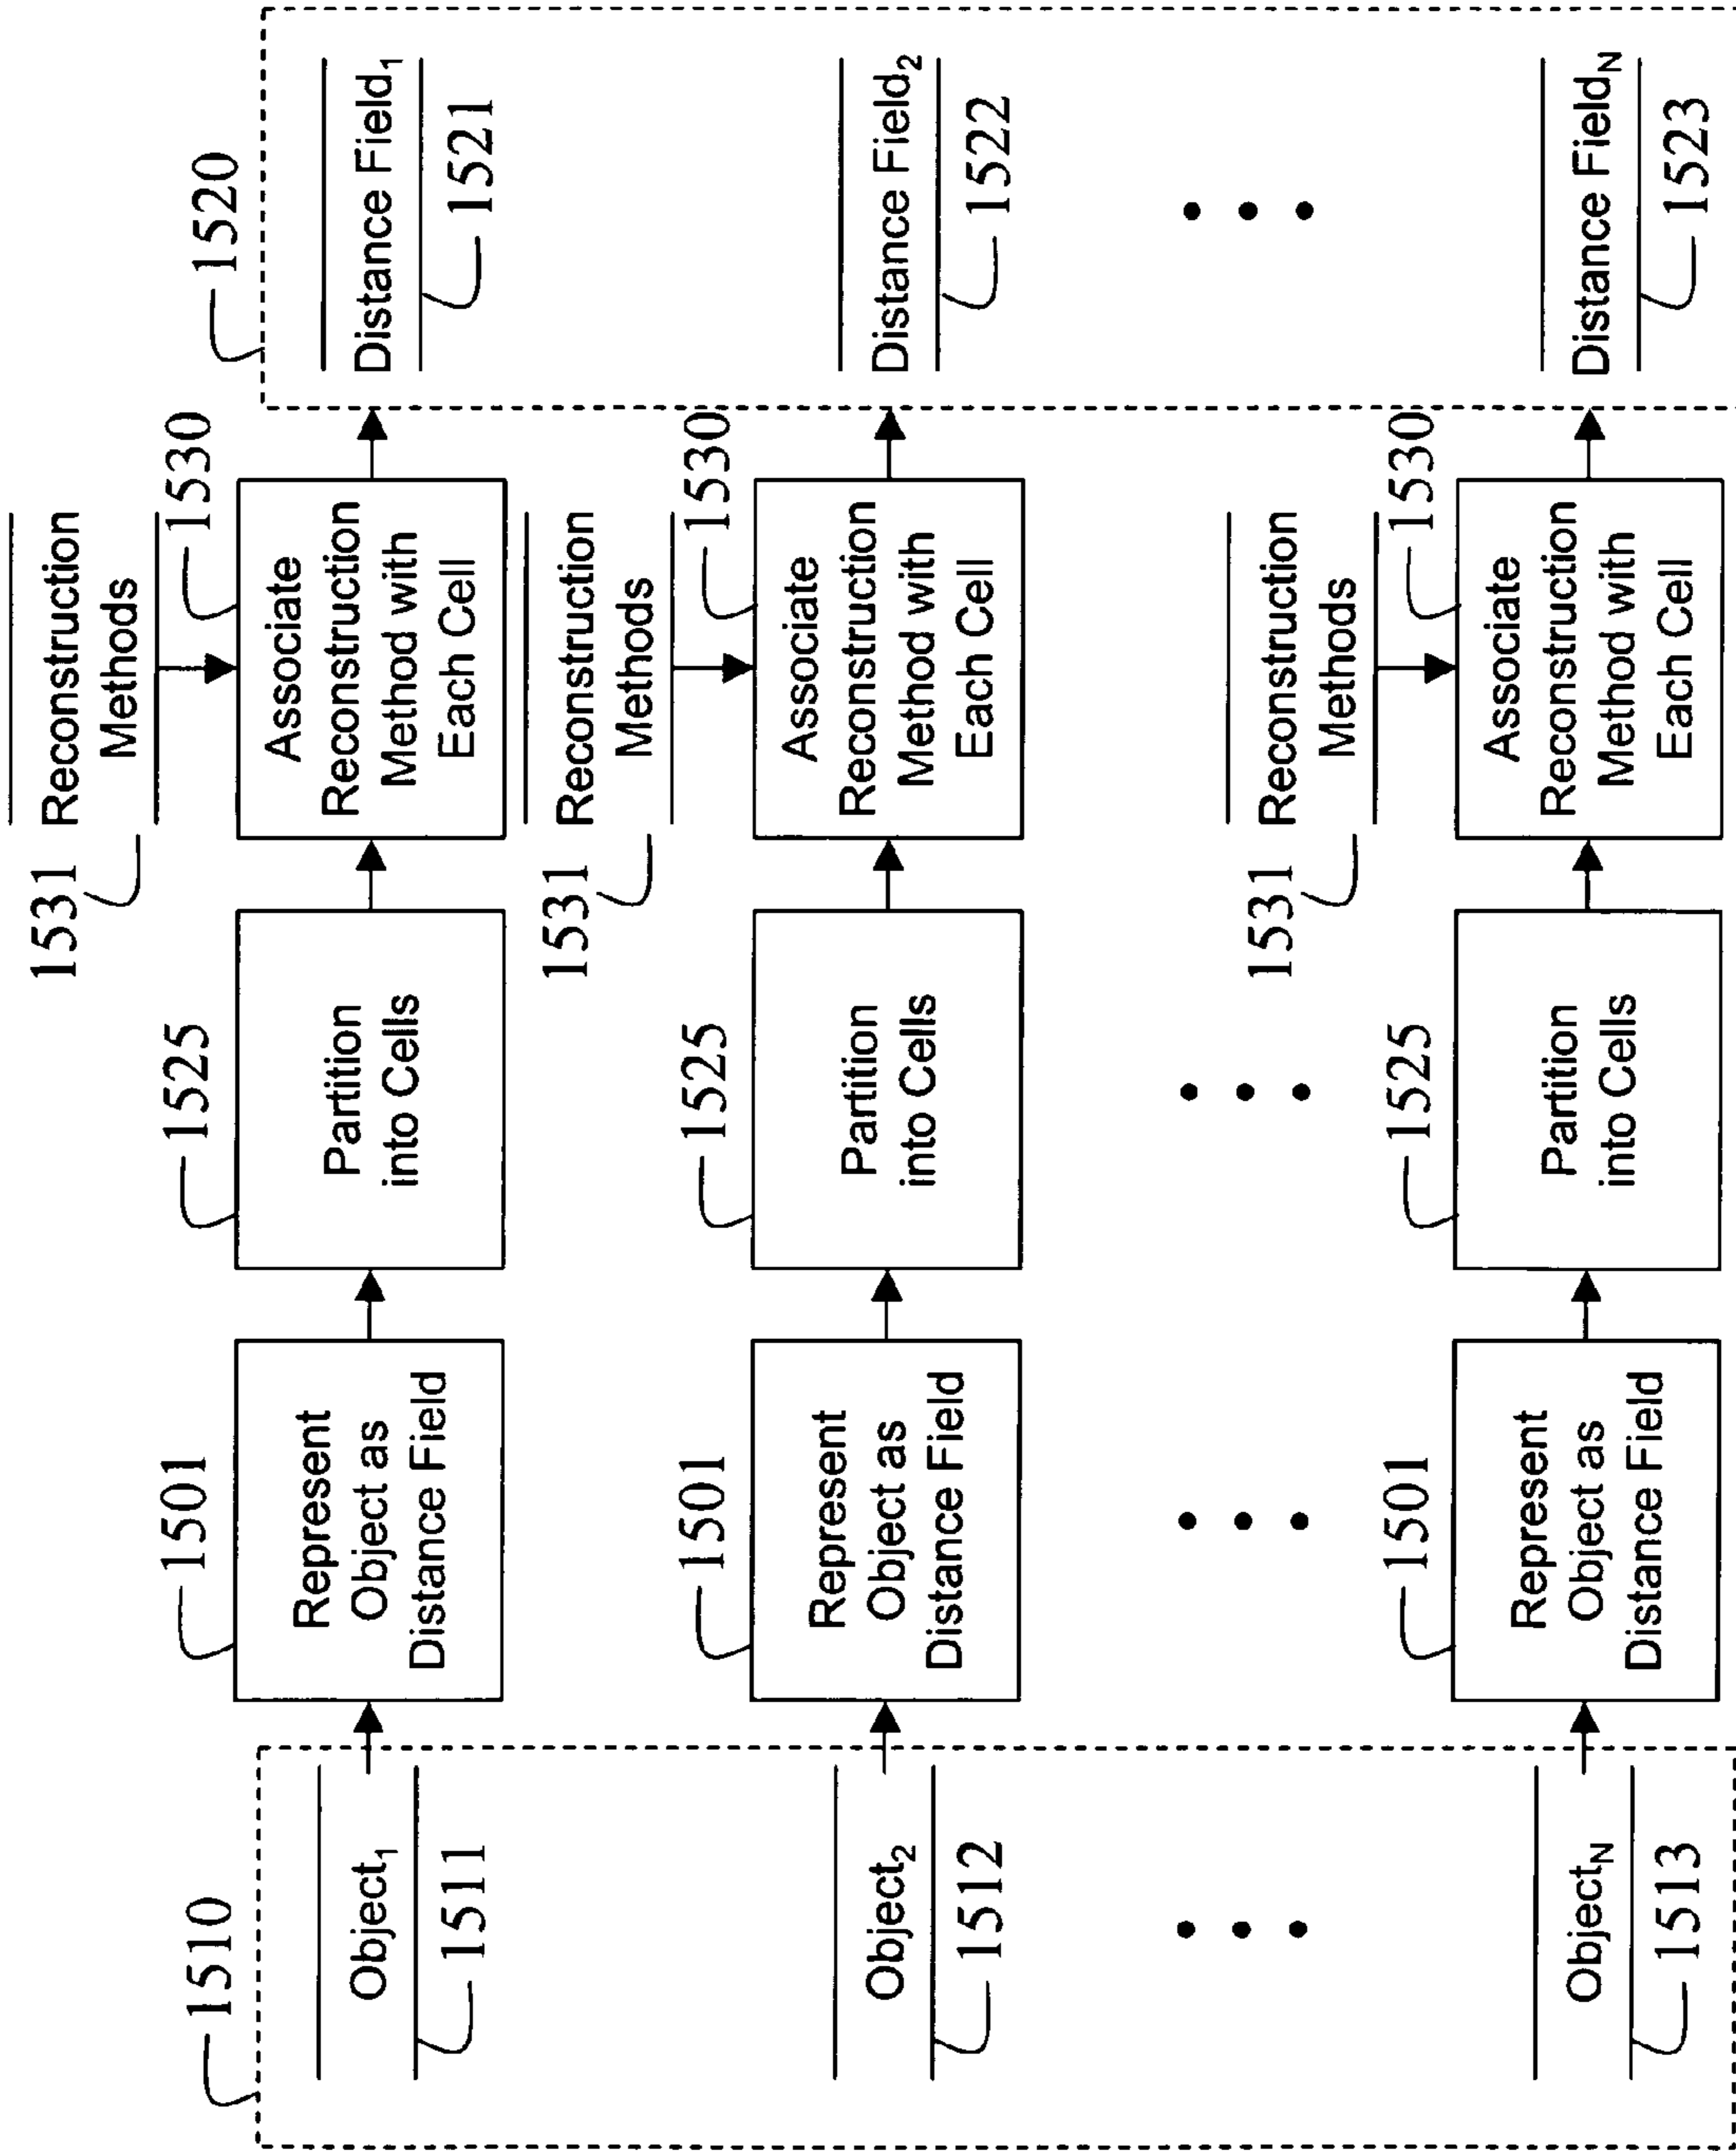 1510
Object1
1511
1501
Represent
Object as
Distance Field
1525
Partition
into Cells
1531
Reconstruction
Methods
1530
Associate
Reconstruction
Method with
Each Cell
1520
Distance Field1
1521
Object2
1512
1501
Represent
Object as
Distance Field
1525
Partition
into Cells
1531
Reconstruction
Methods
1530
Associate
Reconstruction
Method with
Each Cell
Distance Field2
1522
ObjectN
1513
1501
Represent
Object as
Distance Field
1525
Partition
into Cells
1531
Reconstruction
Methods
1530
Associate
Reconstruction
Method with
Each Cell
Distance FieldN
1523